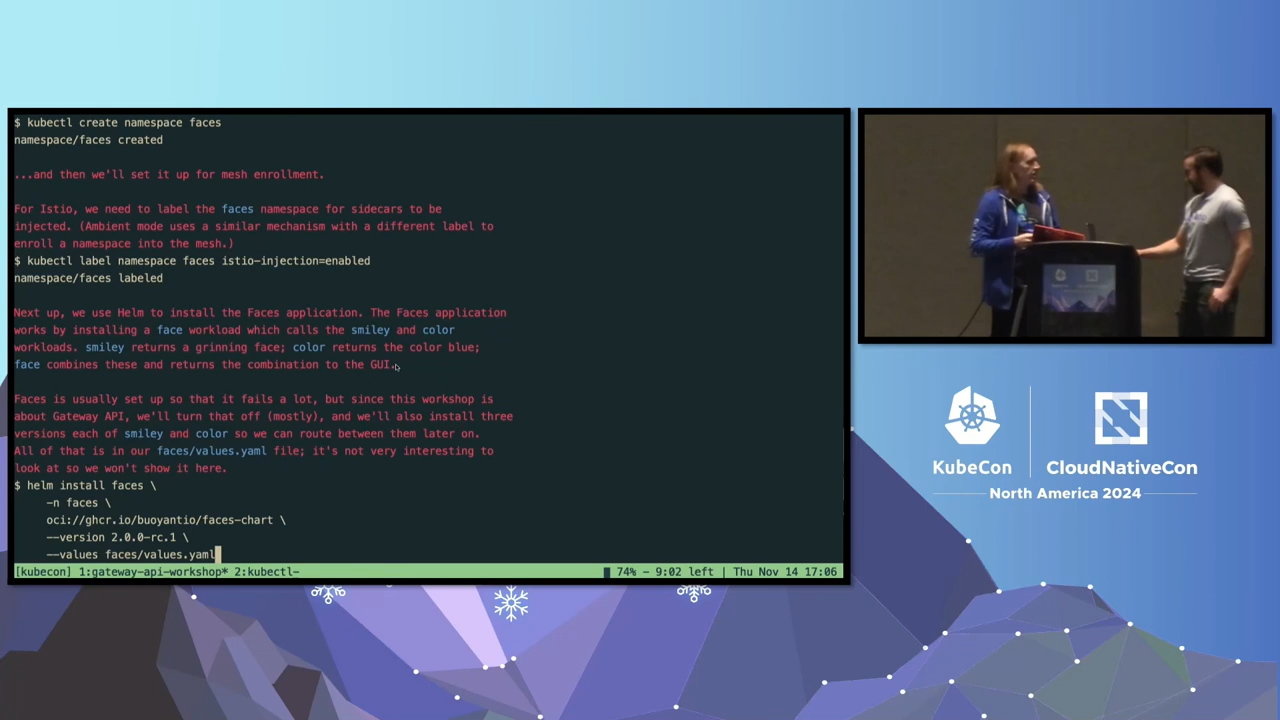 $ kubectl create namespace faces
namespace/faces created
...and then we'll set it up for mesh enrollment.
For Istio, we need to label the faces namespace for sidecars to be
injected. (Ambient mode uses a similar mechanism with a different label to
enroll a namespace into the mesh.)
$ kubectl label namespace faces istio-injection=enabled
namespace/faces labeled
Next up, we use Helm to install the Faces application. The Faces application
works by installing a face workload which calls the smiley and color
workloads. smiley returns a grinning face; color returns the color blue;
face combines these and returns the combination to the GUI.
Faces is usually set up so that it fails a lot, but since this workshop is
about Gateway API, we'll turn that off (mostly), and we'll also install three
versions each of smiley and color so we can route between them later on.
All of that is in our faces/values.yaml file; it's not very interesting to
look at so we won't show it here.
$ helm install faces \
-n faces \
oci://ghcr.io/buoyantio/faces-chart \
--version 2.0.0-rc.1 \
--values faces/values.yaml
[kubecon] 1:gateway-api-workshop* 2:kubectl- 74% - 9:02 left | Thu Nov 14 17:06
KubeCon CloudNativeCon
North America 2024